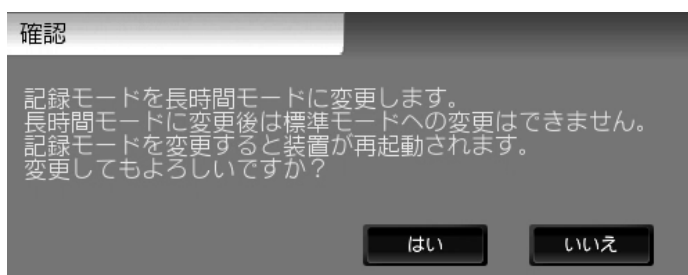 確認
記録モードを長時間モードに変更します。
長時間モードに変更後は標準モードへの変更はできません。
記録モードを変更すると装置が再起動されます。
変更してもよろしいですか？
はい
いいえ